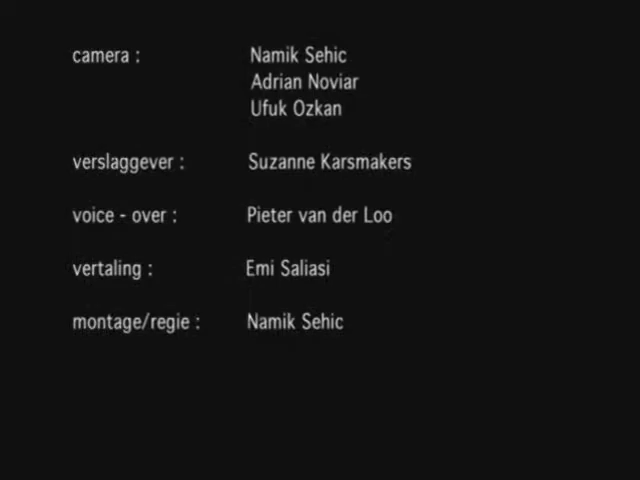 camera : Namik Sehic
Adrian Noviar
Ufuk Ozkan
verslaggever : Suzanne Karsmakers
voice - over : Pieter van der Loo
vertaling : Emi Saliasi
montage/regie : Namik Sehic